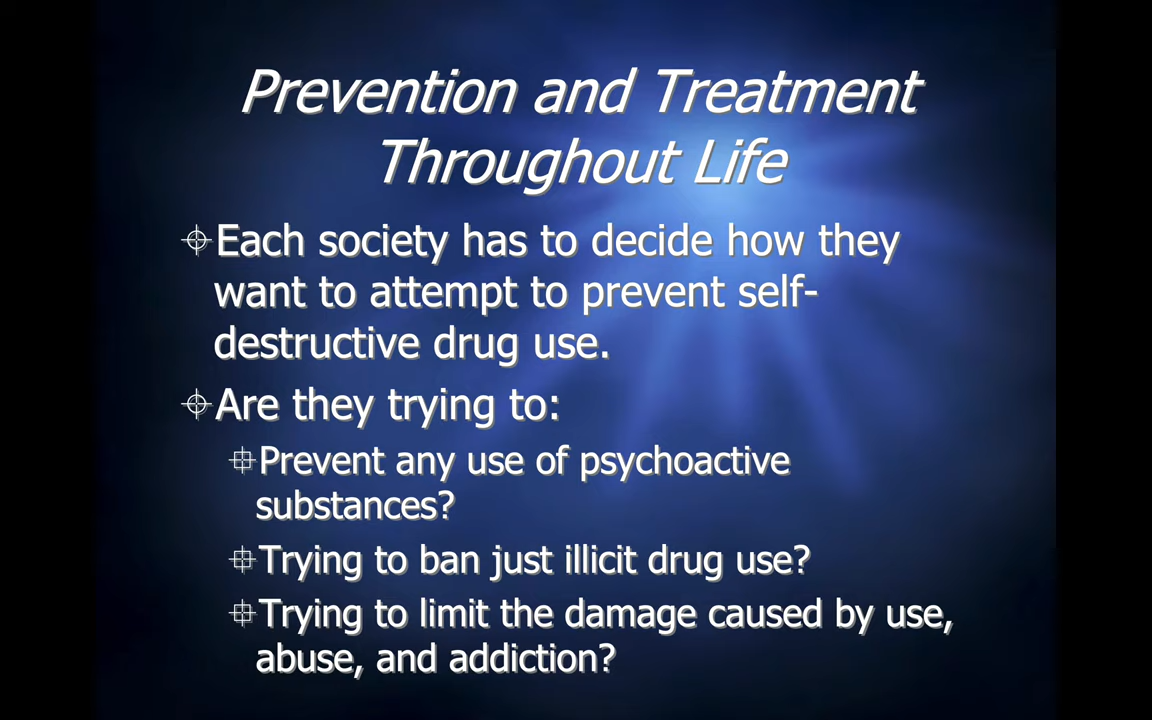 Prevention and Treatment
Throughout Life
Each society has to decide how they
want to attempt to prevent self-
destructive drug use.
Are they trying to:
Prevent any use of psychoactive
substances?
Trying to ban just illicit drug use?
Trying to limit the damage caused by use,
abuse, and addiction?